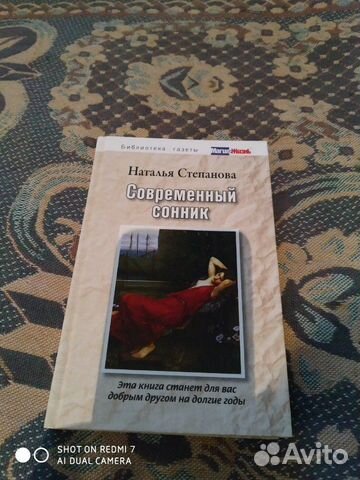 Библиотека газеты Магия и Жизнь
Наталья Степанова
Современный
сонник
Эта книга станет для вас
добрым другом на долгие годы
SHOT ON REDMI 7
AI DUAL CAMERA
Avito